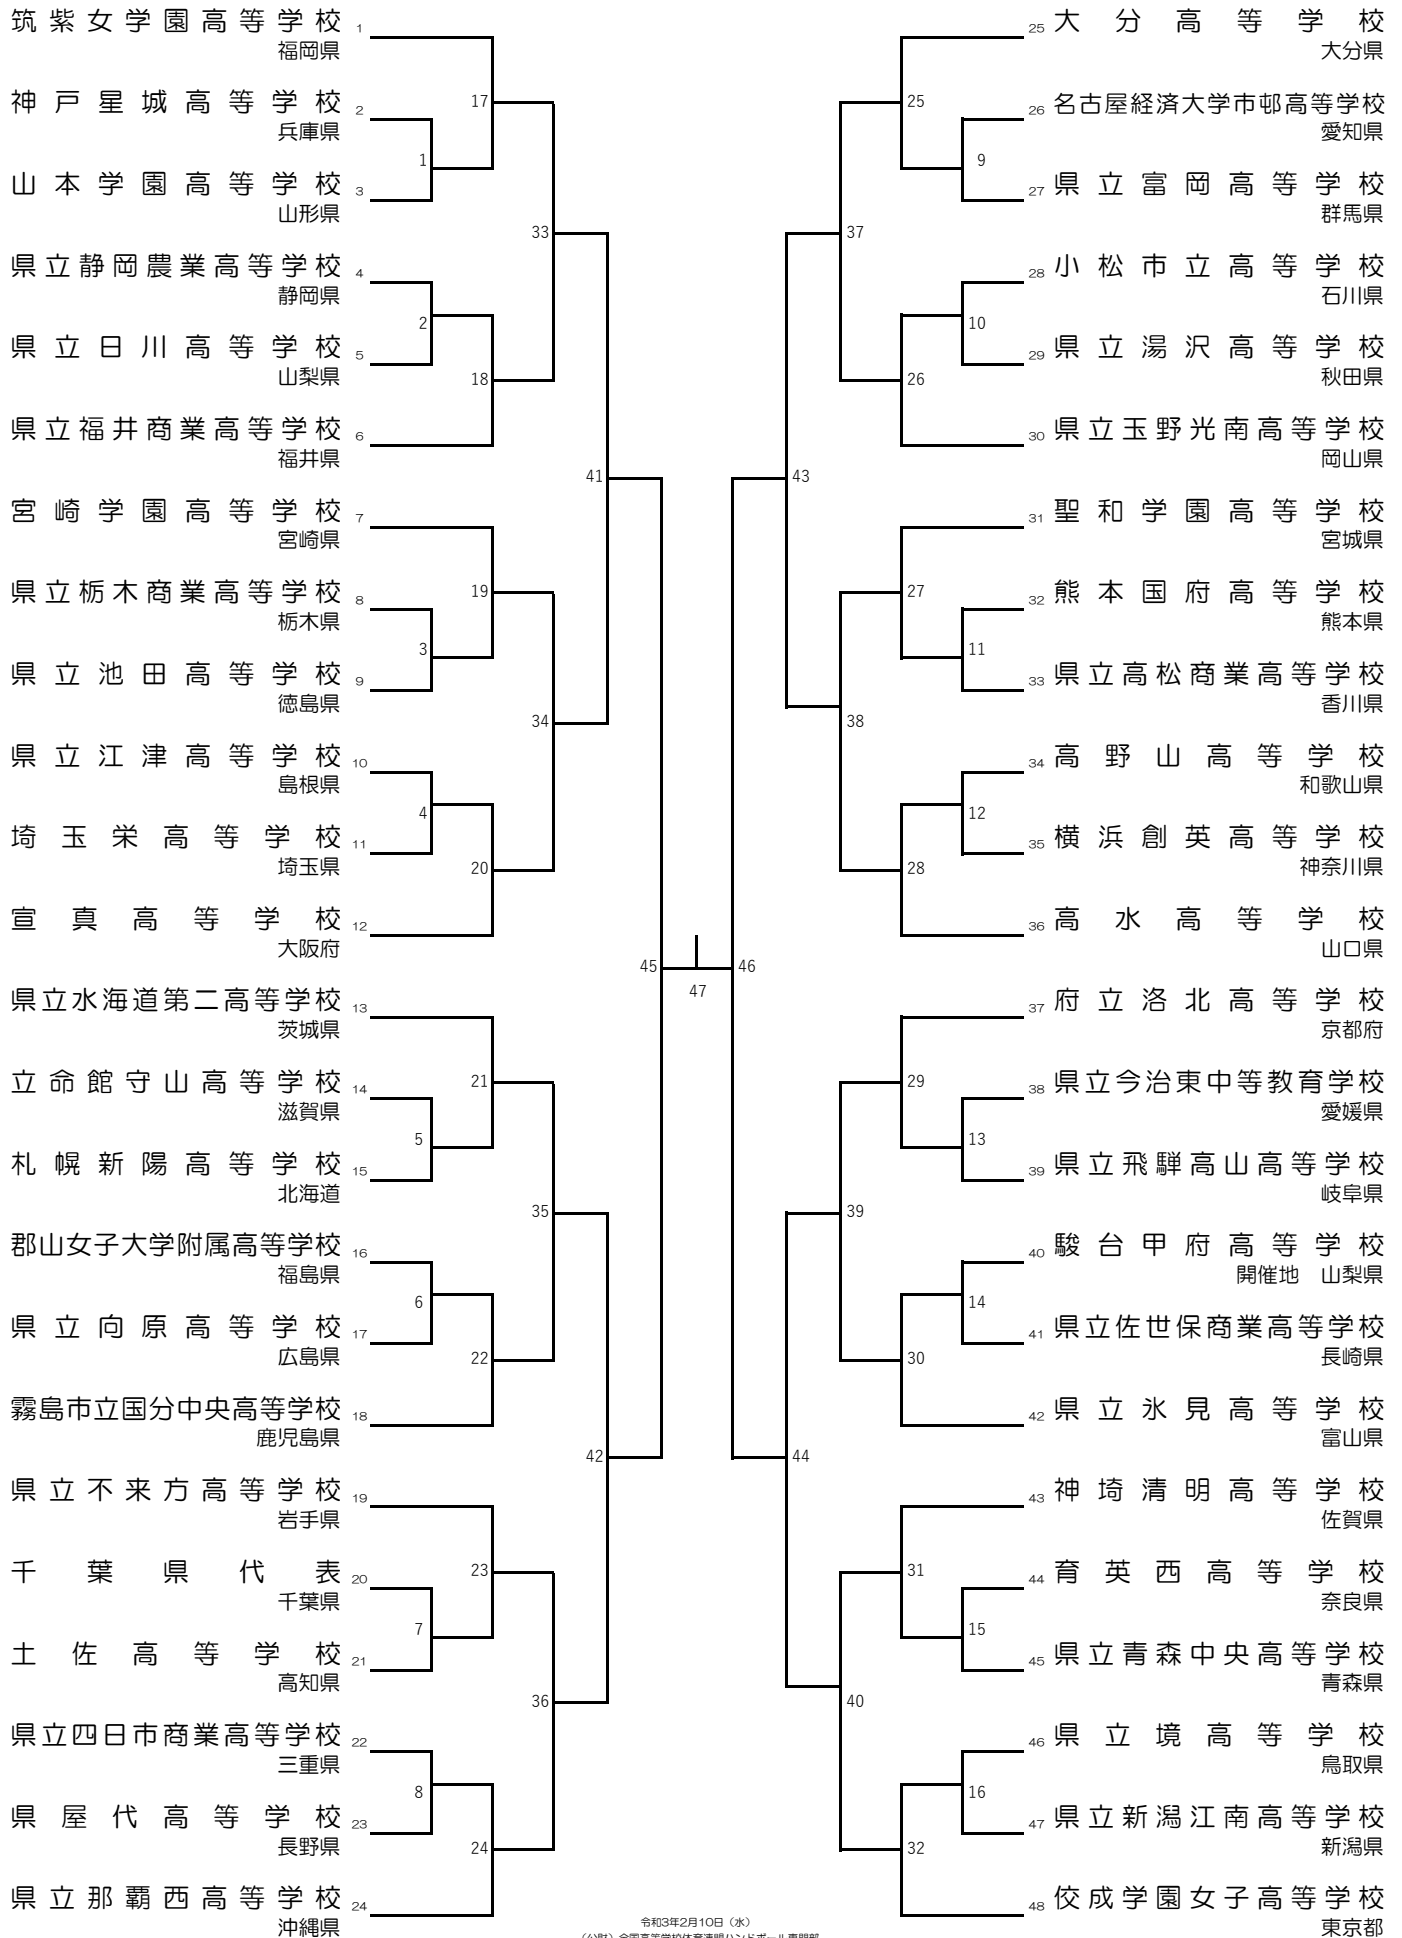 筑紫女学園高等学校 1
福岡県
神戸星城高等学校 2
兵庫県
山本学園高等学校 3
山形県
県立静岡農業高等学校 4
静岡県
県立日川高等学校 5
山梨県
県立福井商業高等学校 6
福井県
宮崎学園高等学校 7
宮崎県
県立栃木商業高等学校 8
栃木県
県立池田高等学校 9
徳島県
県立江津高等学校 10
島根県
埼玉栄高等学校 11
埼玉県
宣真高等学校 12
大阪府
県立水海道第二高等学校 13
茨城県
立命館守山高等学校 14
滋賀県
札幌新陽高等学校 15
北海道
郡山女子大学附属高等学校 16
福島県
県立向原高等学校 17
広島県
霧島市立国分中央高等学校 18
鹿児島県
県立不来方高等学校 19
岩手県
千葉県代表 20
千葉県
土佐高等学校 21
高知県
県立四日市商業高等学校 22
三重県
県屋代高等学校 23
長野県
県立那覇西高等学校 24
沖縄県
1
2
3
4
5
6
7
8
17
18
19
20
21
22
23
24
33
34
35
36
41
42
45
47
46
43
44
37
38
39
40
25
26
27
28
29
30
31
32
9
10
11
12
13
14
15
16
25 大分高等学校
大分県
26 名古屋経済大学市邨高等学校
愛知県
27 県立富岡高等学校
群馬県
28 小松市立高等学校
石川県
29 県立湯沢高等学校
秋田県
30 県立玉野光南高等学校
岡山県
31 聖和学園高等学校
宮城県
32 熊本国府高等学校
熊本県
33 県立高松商業高等学校
香川県
34 高野山高等学校
和歌山県
35 横浜創英高等学校
神奈川県
36 高水高等学校
山口県
37 府立洛北高等学校
京都府
38 県立今治東中等教育学校
愛媛県
39 県立飛騨高山高等学校
岐阜県
40 駿台甲府高等学校
開催地　山梨県
41 県立佐世保商業高等学校
長崎県
42 県立氷見高等学校
富山県
43 神埼清明高等学校
佐賀県
44 育英西高等学校
奈良県
45 県立青森中央高等学校
青森県
46 県立境高等学校
鳥取県
47 県立新潟江南高等学校
新潟県
48 佼成学園女子高等学校
東京都
令和3年2月10日（水）
（公財）全国高等学校体育連盟ハンドボール専門部